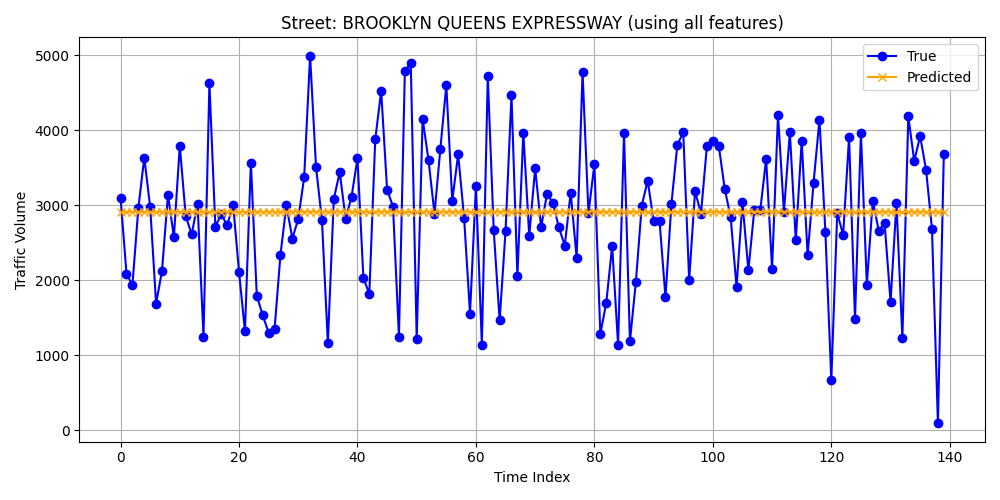 Street: BROOKLYN QUEENS EXPRESSWAY (using all features)
True
Predicted
Traffic Volume
5000
4000
3000
2000
1000
0
0 20 40 60 80 100 120 140
Time Index